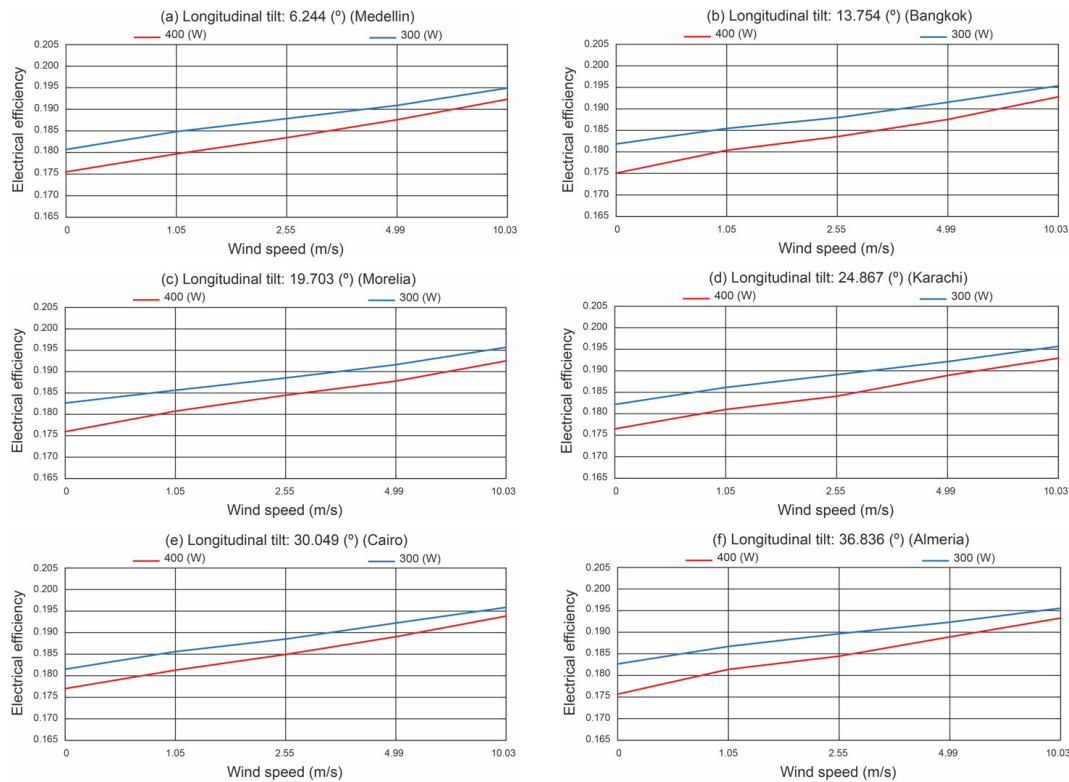 (a) Longitudinal tilt: 6.244 (º) (Medellin)
400 (W) 300 (W)
0.205
0.200
0.195
0.190
0.185
0.180
0.175
0.170
0.165
Electrical efficiency
0 1.05 2.55 4.99 10.03
Wind speed (m/s)
(b) Longitudinal tilt: 13.754 (º) (Bangkok)
400 (W) 300 (W)
0.205
0.200
0.195
0.190
0.185
0.180
0.175
0.170
0.165
Electrical efficiency
0 1.05 2.55 4.99 10.03
Wind speed (m/s)
(c) Longitudinal tilt: 19.703 (º) (Morelia)
400 (W) 300 (W)
0.205
0.200
0.195
0.190
0.185
0.180
0.175
0.170
0.165
Electrical efficiency
0 1.05 2.55 4.99 10.03
Wind speed (m/s)
(d) Longitudinal tilt: 24.867 (º) (Karachi)
400 (W) 300 (W)
0.205
0.200
0.195
0.190
0.185
0.180
0.175
0.170
0.165
Electrical efficiency
0 1.05 2.55 4.99 10.03
Wind speed (m/s)
(e) Longitudinal tilt: 30.049 (º) (Cairo)
400 (W) 300 (W)
0.205
0.200
0.195
0.190
0.185
0.180
0.175
0.170
0.165
Electrical efficiency
0 1.05 2.55 4.99 10.03
Wind speed (m/s)
(f) Longitudinal tilt: 36.836 (º) (Almeria)
400 (W) 300 (W)
0.205
0.200
0.195
0.190
0.185
0.180
0.175
0.170
0.165
Electrical efficiency
0 1.05 2.55 4.99 10.03
Wind speed (m/s)